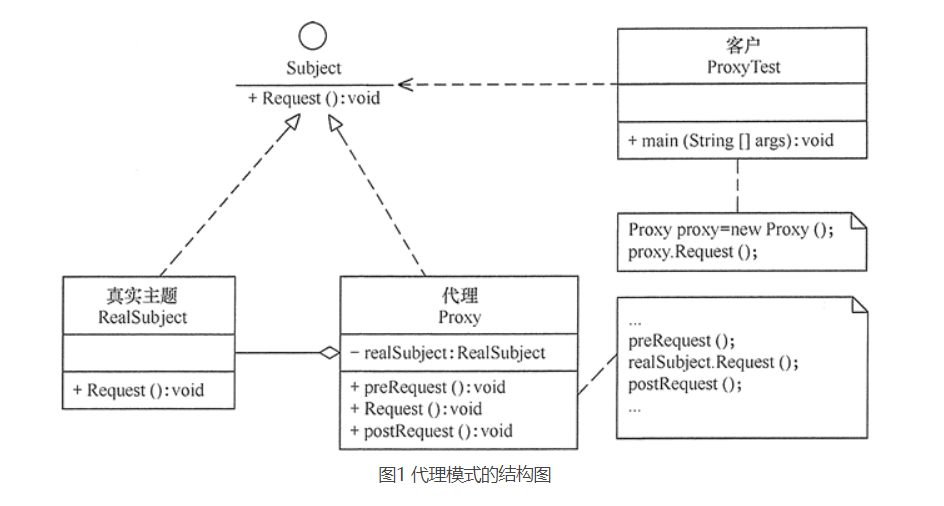 Subject
+ Request():void
客户
ProxyTest
+ main (String [] args):void
Proxy proxy=new Proxy ();
proxy.Request ();
真实主题
RealSubject
+ Request ():void
代理
Proxy
− realSubject:RealSubject
+ preRequest ():void
+ Request ():void
+ postRequest ():void
...
preRequest ();
realSubject.Request ();
postRequest ();
...
图1 代理模式的结构图